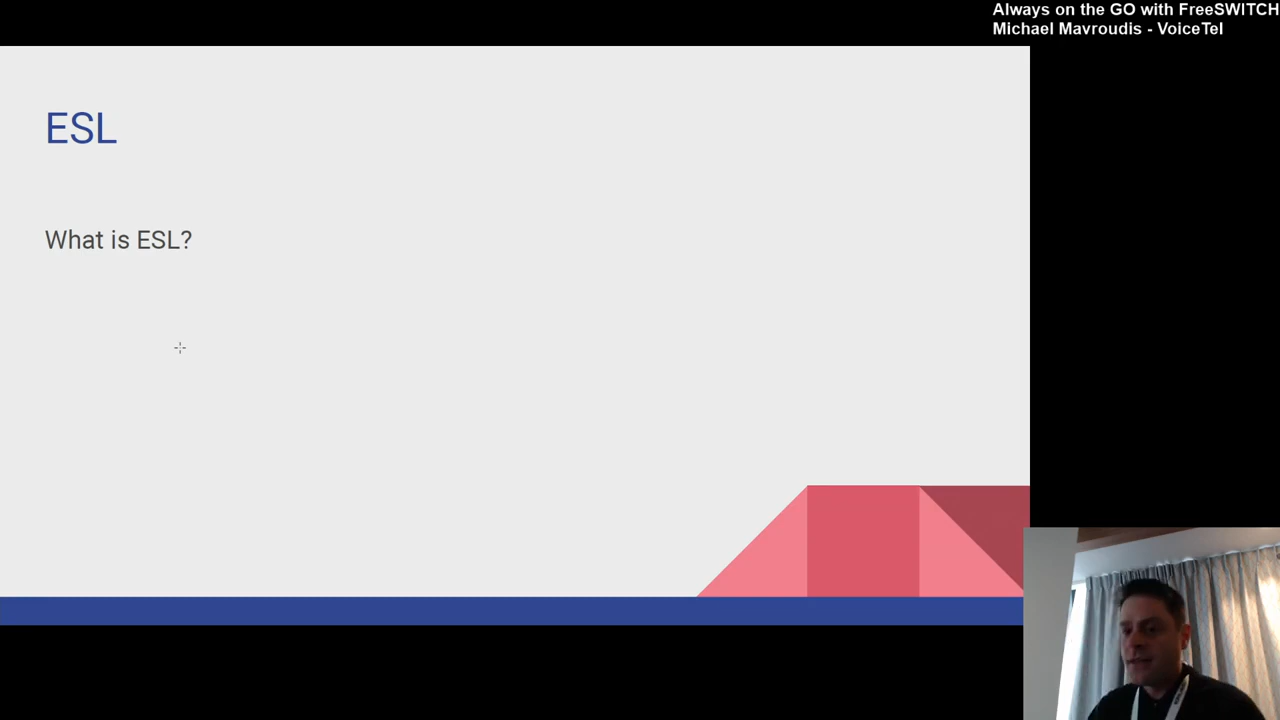 Always on the GO with FreeSWITCH
Michael Mavroudis - VoiceTel
ESL
What is ESL?